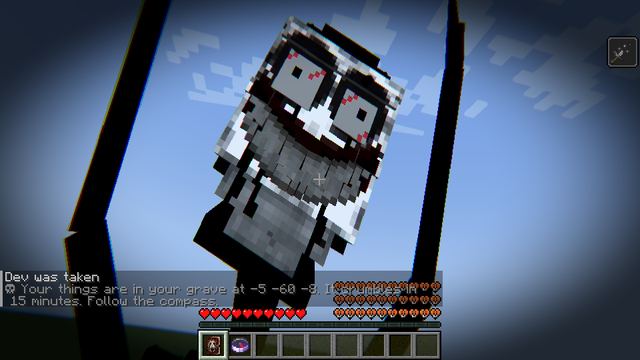 Dev was taken
☠ Your things are in your grave at -5 -60 -8. It crumbles in
15 minutes. Follow the compass.